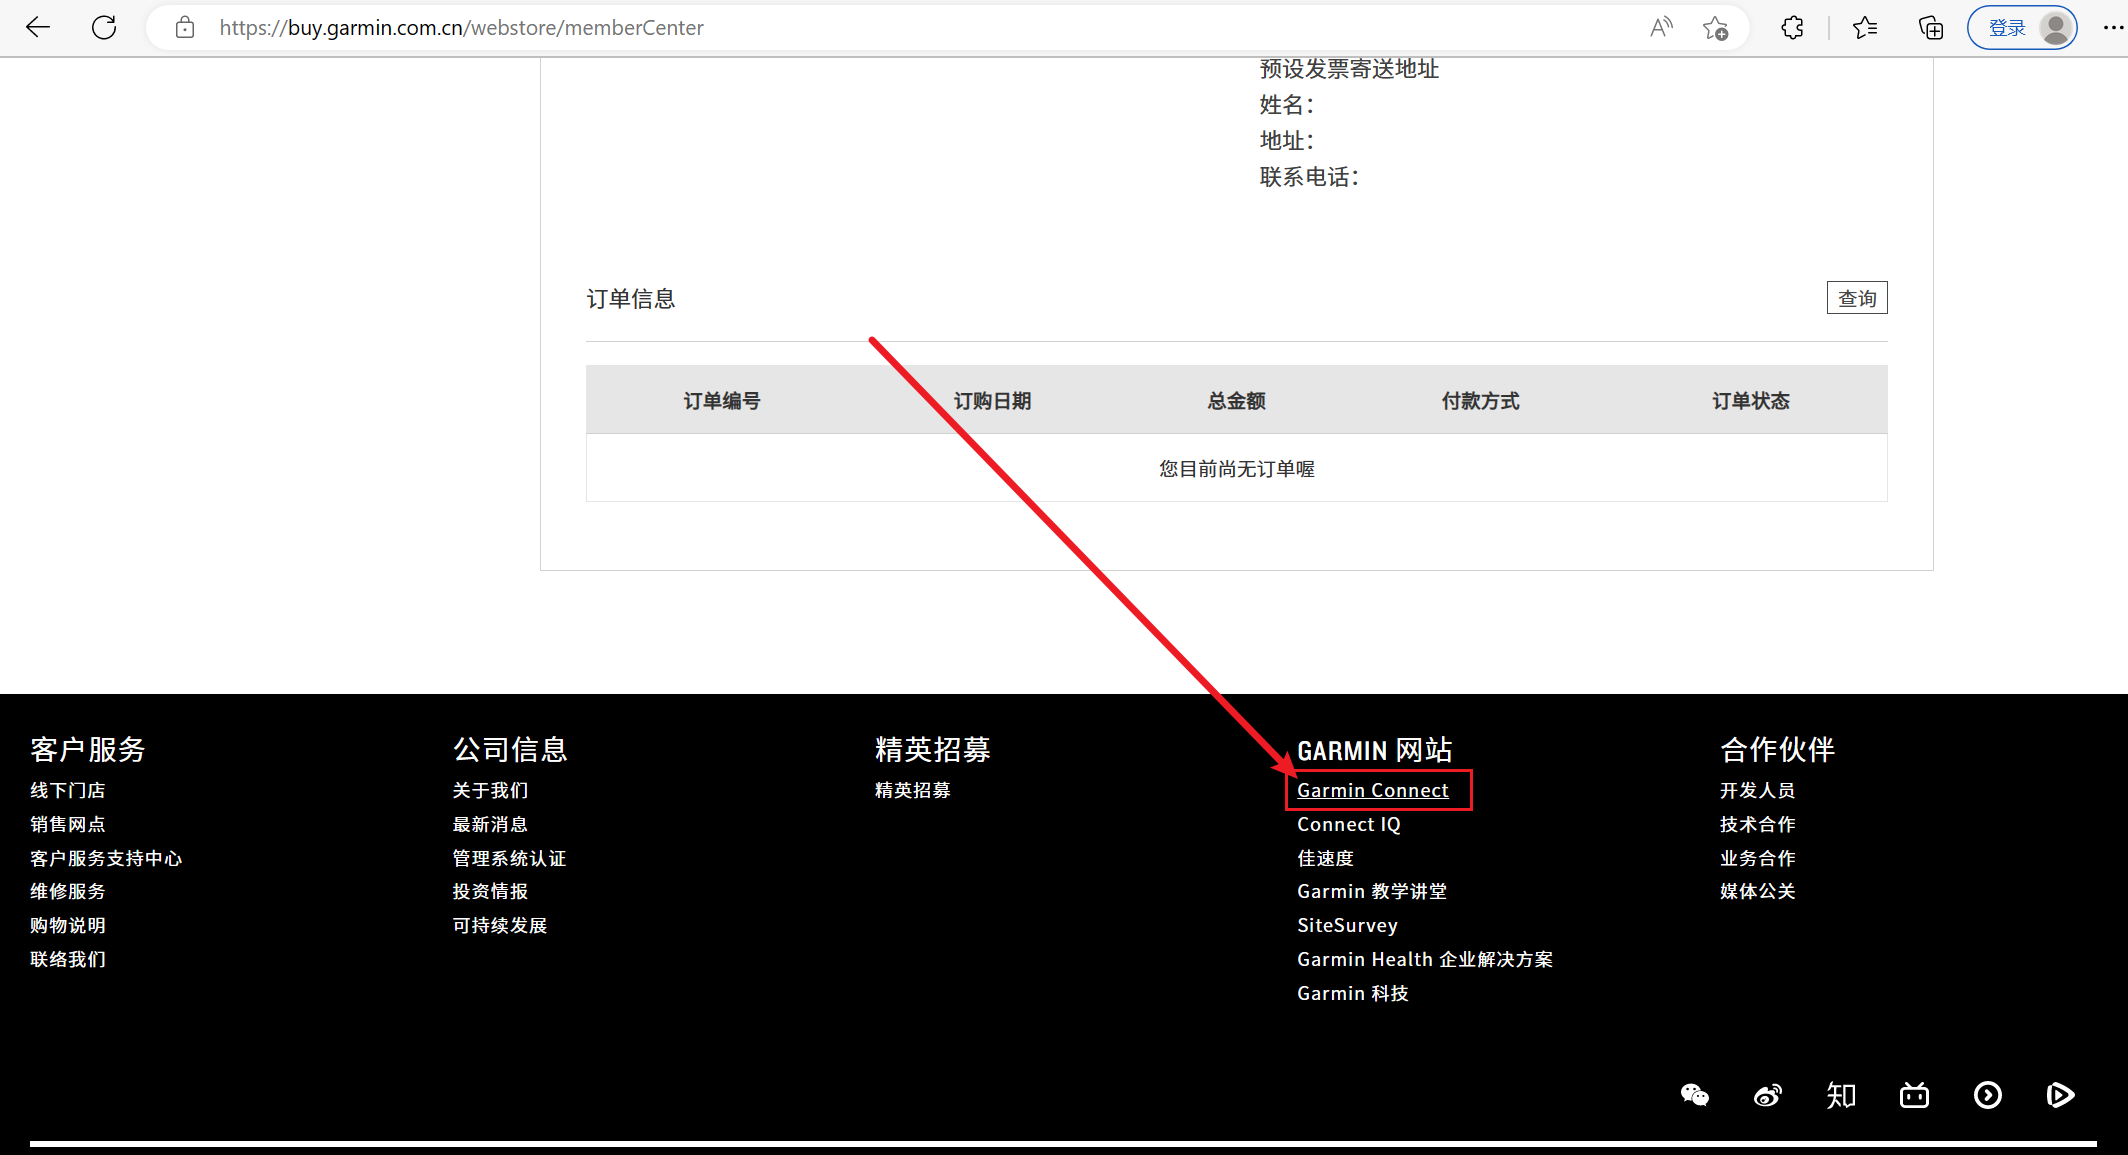 https://buy.garmin.com.cn/webstore/memberCenter
登录
预设发票寄送地址
姓名：
地址：
联系电话：
订单信息
查询
订单编号 订购日期 总金额 付款方式 订单状态
您目前尚无订单喔
客户服务
线下门店
销售网点
客户服务支持中心
维修服务
购物说明
联络我们
公司信息
关于我们
最新消息
管理系统认证
投资情报
可持续发展
精英招募
精英招募
GARMIN 网站
Garmin Connect
Connect IQ
佳速度
Garmin 教学讲堂
SiteSurvey
Garmin Health 企业解决方案
Garmin 科技
合作伙伴
开发人员
技术合作
业务合作
媒体公关
知